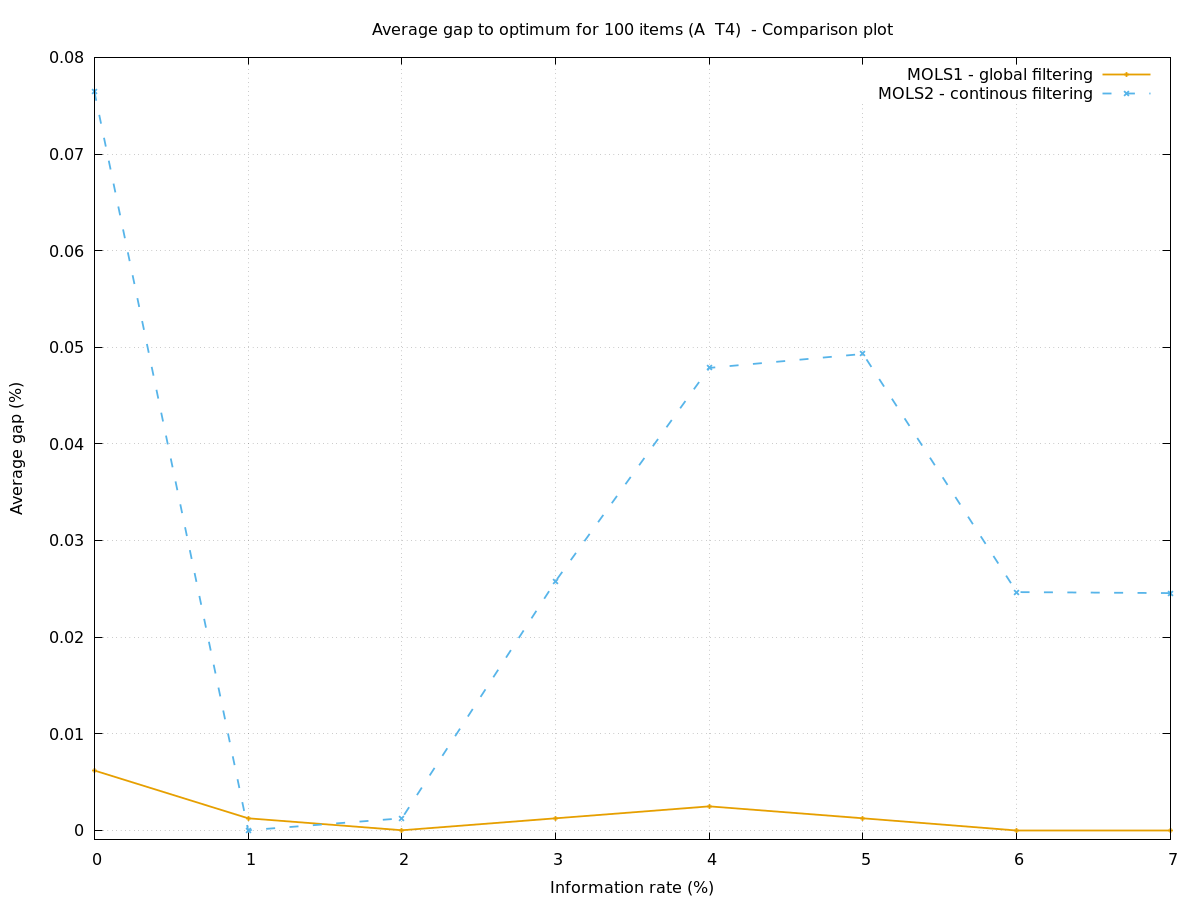 Average gap to optimum for 100 items (A  T4)  - Comparison plot
MOLS1 - global filtering
MOLS2 - continous filtering
0.08
0.07
0.06
0.05
0.04
0.03
0.02
0.01
0
Average gap (%)
0 1 2 3 4 5 6 7
Information rate (%)